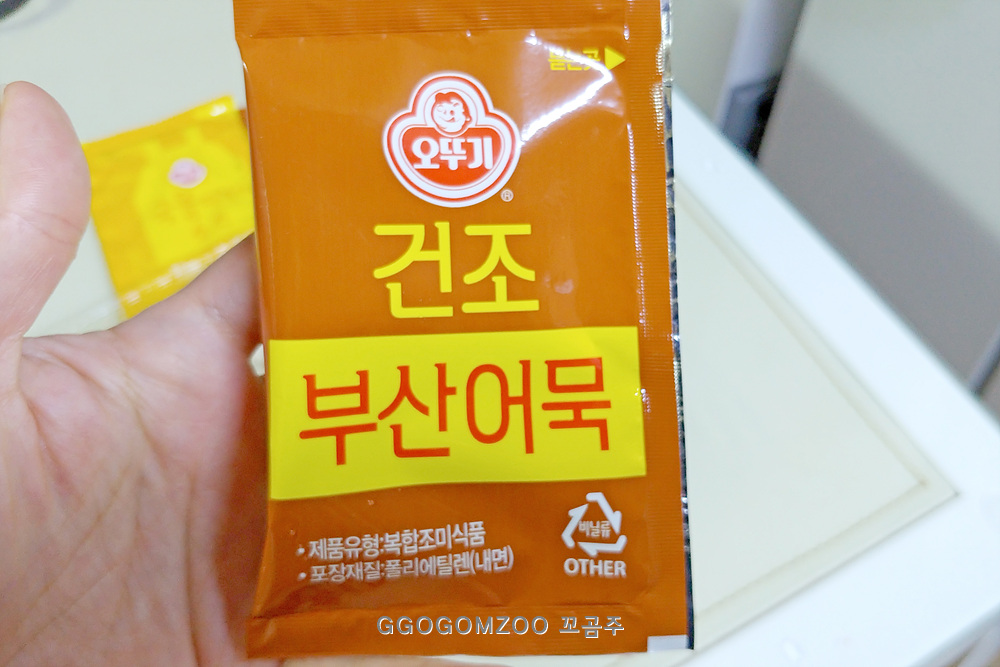 뜯는곳▶
오뚜기
®
건조
부산어묵
• 제품유형:복합조미식품
• 포장재질:폴리에틸렌(내면)
비닐류
OTHER
GGOGOMZOO 꼬곰주